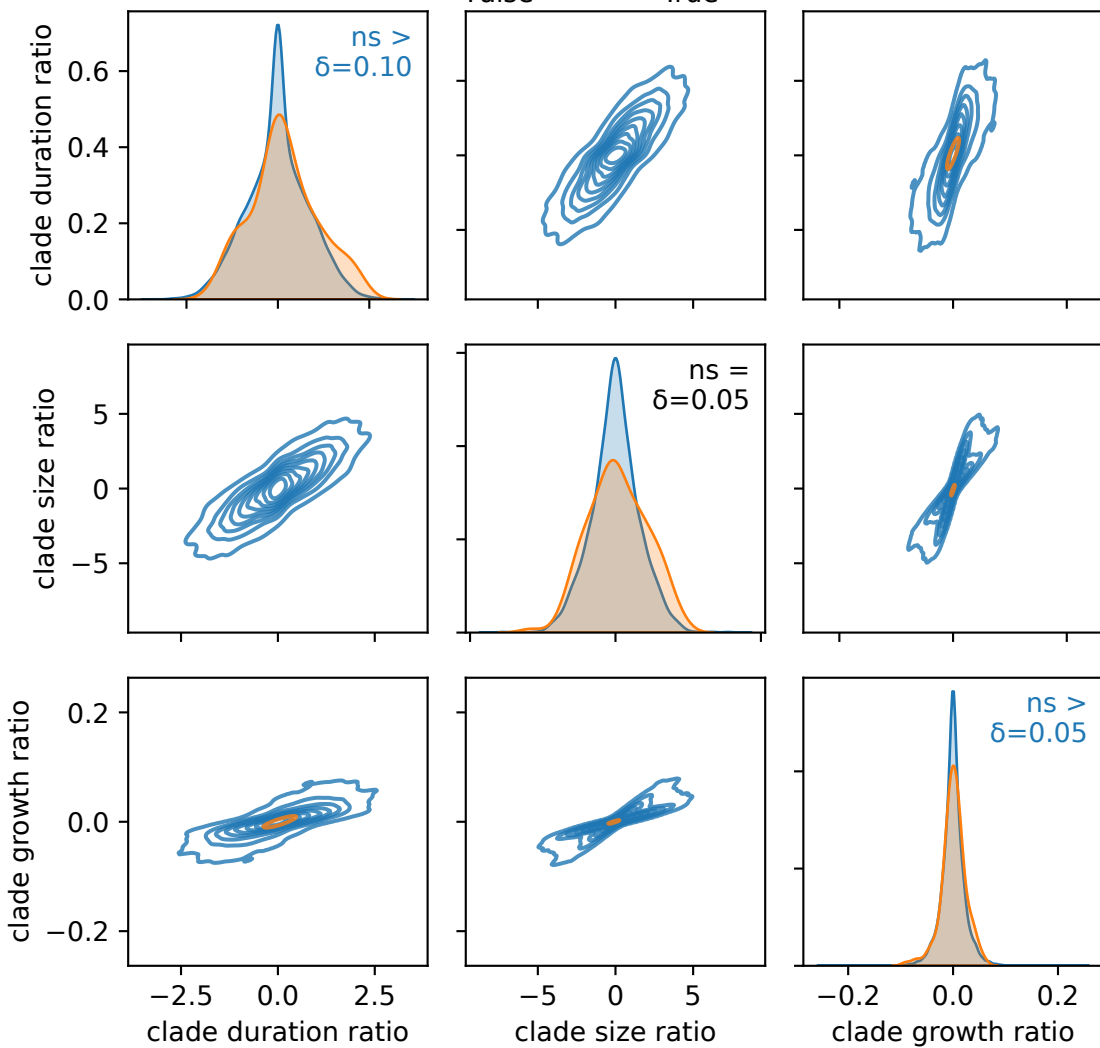 clade duration ratio
0.6
0.4
0.2
0.0
ns >
δ=0.10
clade size ratio
5
0
−5
ns =
δ=0.05
clade growth ratio
0.2
0.0
−0.2
ns >
δ=0.05
−2.5 0.0 2.5
clade duration ratio
−5 0 5
clade size ratio
−0.2 0.0 0.2
clade growth ratio